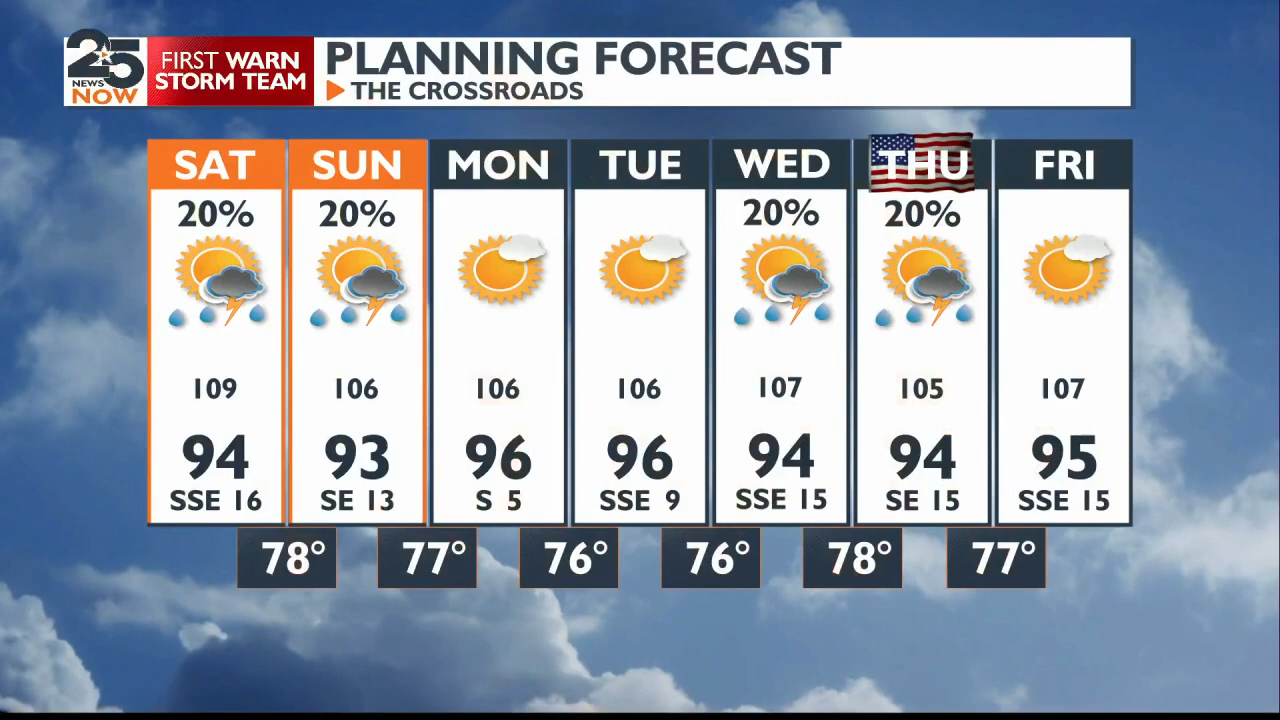 25
NEWS
NOW
FIRST WARN
STORM TEAM
PLANNING FORECAST
THE CROSSROADS
SAT SUN MON TUE WED THU FRI
20% 20% 20% 20%
109 106 106 106 107 105 107
94 93 96 96 94 94 95
SSE 16 SE 13 S 5 SSE 9 SSE 15 SE 15 SSE 15
78° 77° 76° 76° 78° 77°